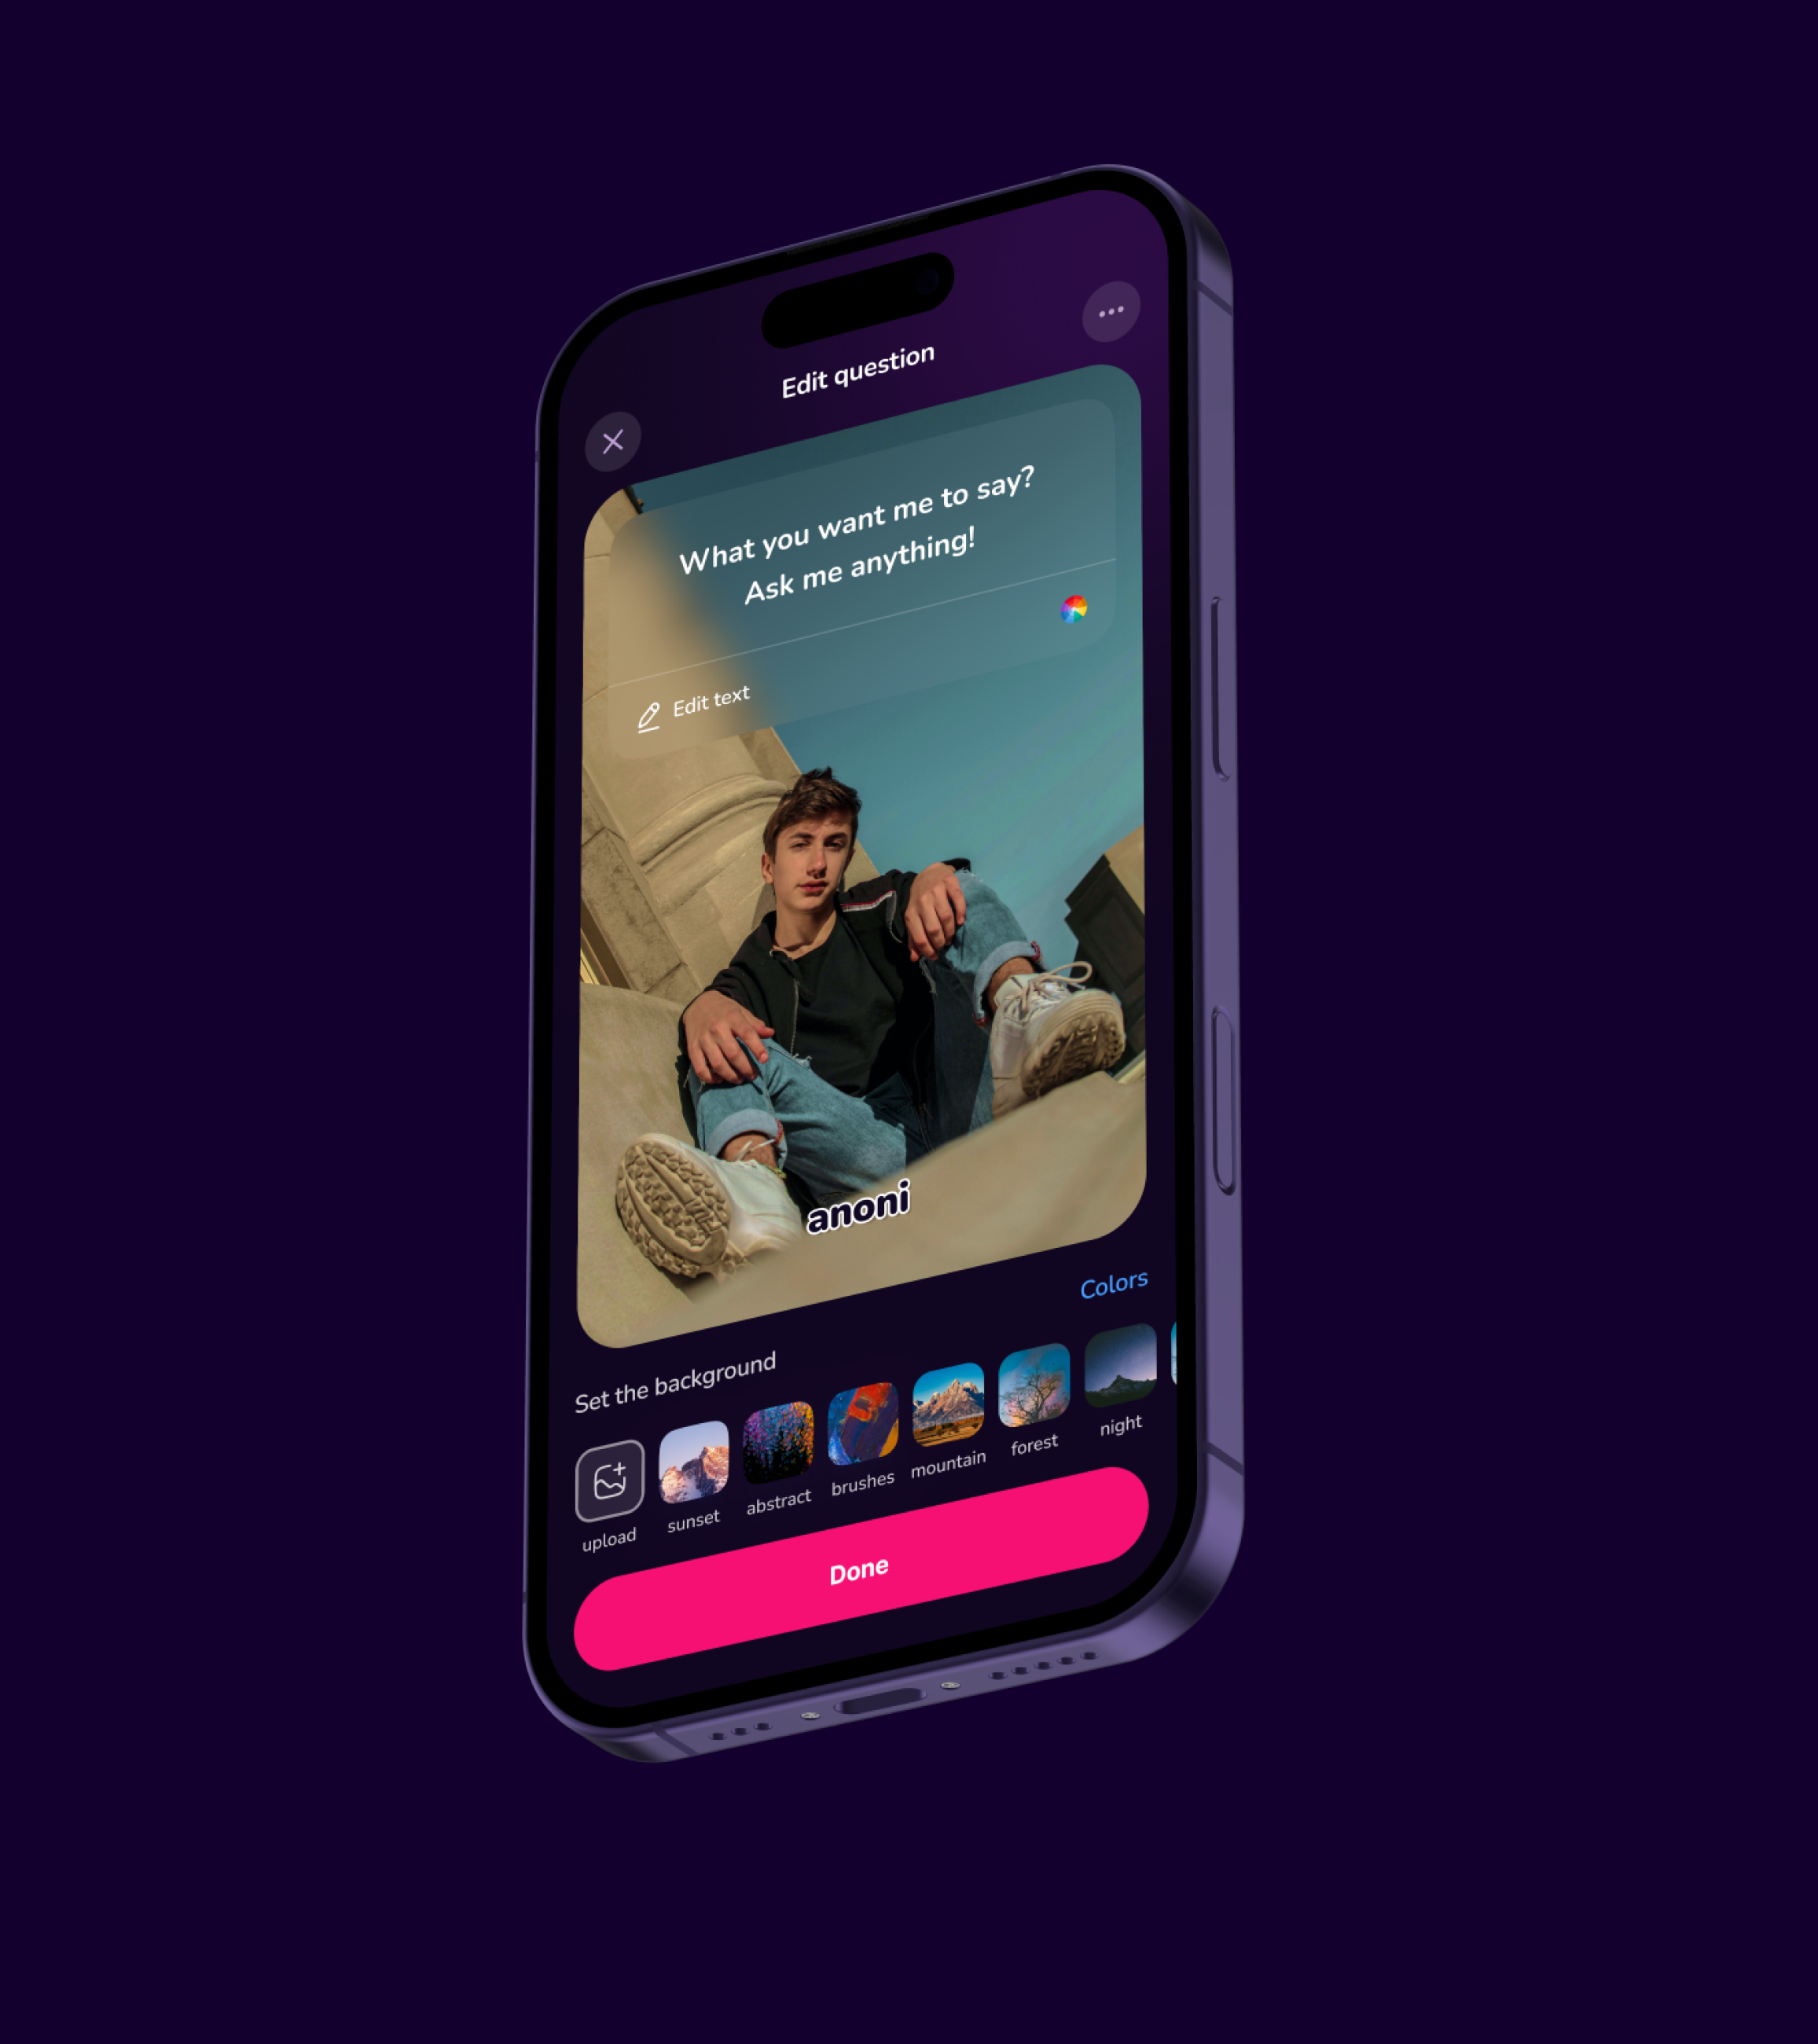 Edit question
What you want me to say?
Ask me anything!
Edit text
anoni
Set the background
Colors
upload
sunset
abstract
brushes
mountain
forest
night
Done